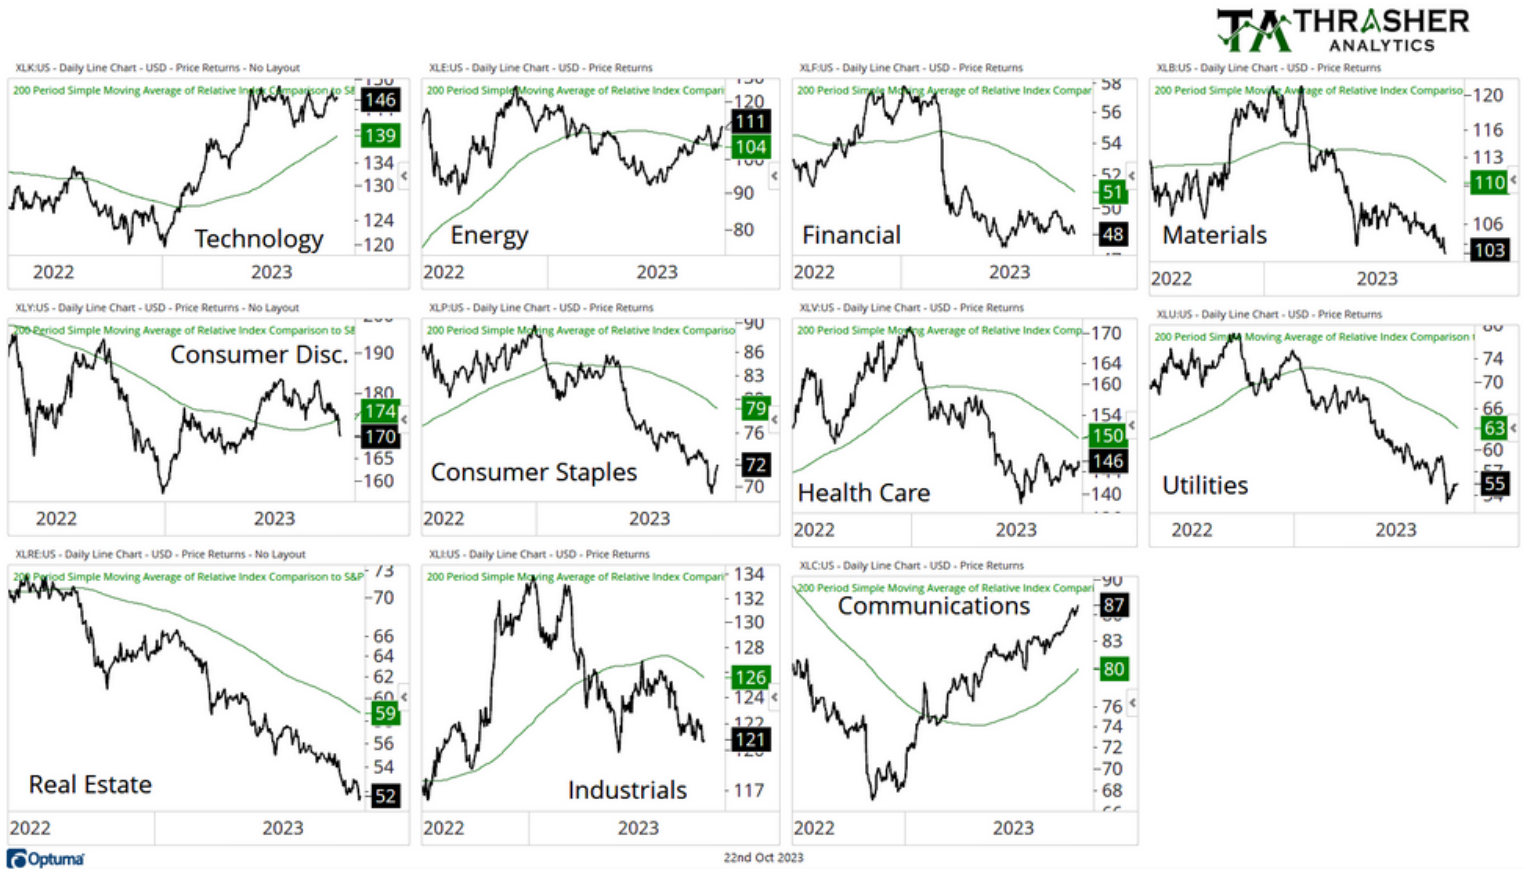 THRASHER
ANALYTICS
XLK:US - Daily Line Chart - USD - Price Returns - No Layout
200 Period Simple Moving Average of Relative Index Comparison to S&
146
139
134
130
124
120
Technology
2022 2023
XLE:US - Daily Line Chart - USD - Price Returns
200 Period Simple Moving Average of Relative Index Compari
120
111
104
90
80
Energy
2022 2023
XLF:US - Daily Line Chart - USD - Price Returns
200 Period Simple Moving Average of Relative Index Compar
58
56
54
52
51
50
48
Financial
2022 2023
XLB:US - Daily Line Chart - USD - Price Returns
200 Period Simple Moving Average of Relative Index Compariso
120
116
113
110
106
103
Materials
2022 2023
XLY:US - Daily Line Chart - USD - Price Returns - No Layout
200 Period Simple Moving Average of Relative Index Comparison to S&
Consumer Disc.
190
180
174
170
165
160
2022 2023
XLP:US - Daily Line Chart - USD - Price Returns
200 Period Simple Moving Average of Relative Index Compariso
90
86
83
79
76
72
70
Consumer Staples
2022 2023
XLV:US - Daily Line Chart - USD - Price Returns
200 Period Simple Moving Average of Relative Index Comp
170
164
160
154
150
146
140
Health Care
2022 2023
XLU:US - Daily Line Chart - USD - Price Returns
200 Period Simple Moving Average of Relative Index Comparison
80
74
70
66
63
60
57
55
54
Utilities
2022 2023
XLRE:US - Daily Line Chart - USD - Price Returns - No Layout
200 Period Simple Moving Average of Relative Index Comparison to S&P
73
70
66
64
62
60
59
56
54
52
Real Estate
2022 2023
XLI:US - Daily Line Chart - USD - Price Returns
200 Period Simple Moving Average of Relative Index Compari
134
132
130
128
126
124
122
121
117
Industrials
2022 2023
XLC:US - Daily Line Chart - USD - Price Returns
200 Period Simple Moving Average of Relative Index Compar
Communications
90
87
83
80
76
74
72
70
68
2022 2023
Optuma
22nd Oct 2023